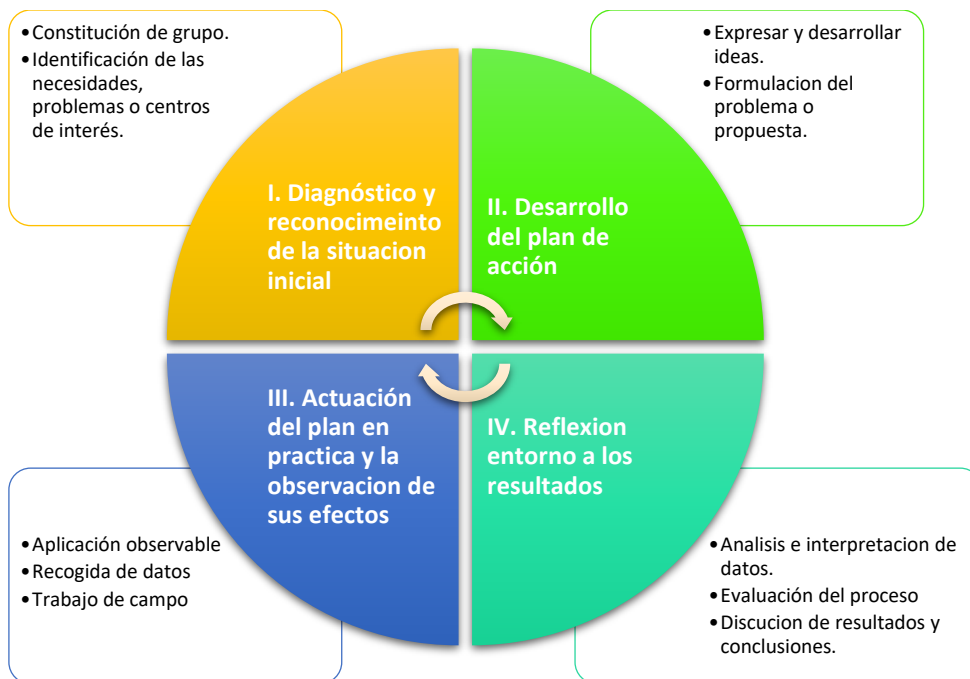 •Constitución de grupo.
•Identificación de las
necesidades,
problemas o centros
de interés.
I. Diagnóstico y
reconocimeinto
de la situacion
inicial
•Expresar y desarrollar
ideas.
•Formulacion del
problema o
propuesta.
II. Desarrollo
del plan de
acción
III. Actuación
del plan en
practica y la
observacion de
sus efectos
•Aplicación observable
•Recogida de datos
•Trabajo de campo
IV. Reflexion
entorno a los
resultados
•Analisis e interpretacion de
datos.
•Evaluación del proceso
•Discucion de resultados y
conclusiones.